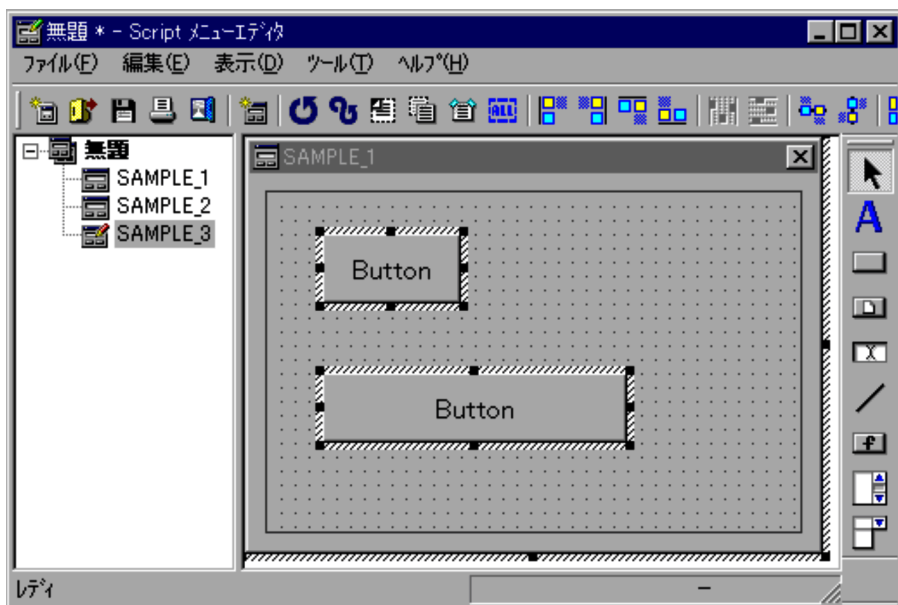 無題 * - Script ﾒﾆｭｰｴﾃﾞｨﾀ
ﾌｧｲﾙ(F) 編集(E) 表示(D) ﾂｰﾙ(T) ﾍﾙﾌﾟ(H)
ALL
無題
SAMPLE_1
SAMPLE_2
SAMPLE_3
SAMPLE_1
Button
Button
A
f
ﾚﾃﾞｨ